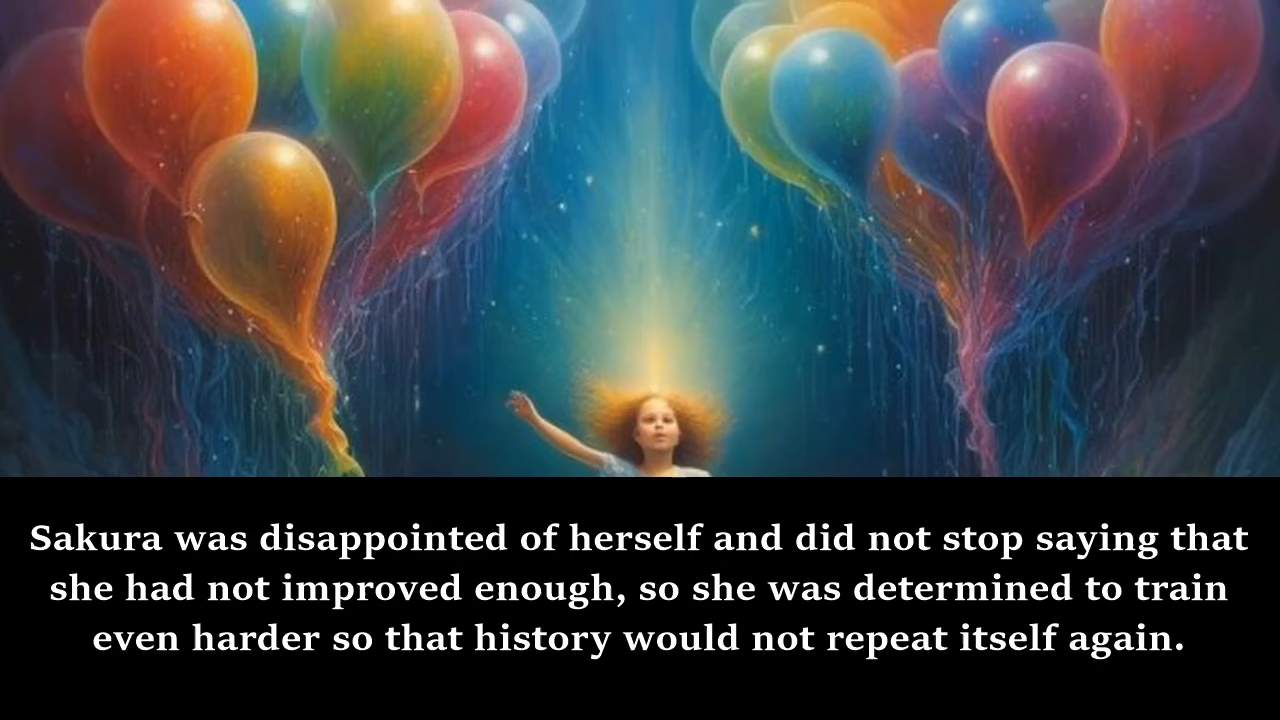 Sakura was disappointed of herself and did not stop saying that
she had not improved enough, so she was determined to train
even harder so that history would not repeat itself again.